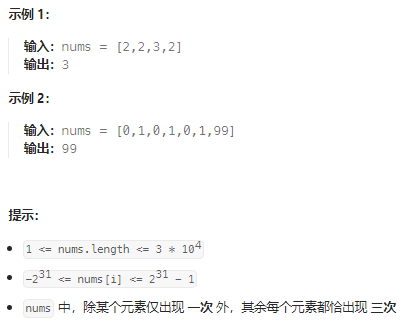 示例 1：
输入：nums = [2,2,3,2]
输出：3
示例 2：
输入：nums = [0,1,0,1,0,1,99]
输出：99
提示：
1 <= nums.length <= 3 * 10^4
-2^31 <= nums[i] <= 2^31 - 1
nums 中，除某个元素仅出现 一次 外，其余每个元素都恰出现 三次